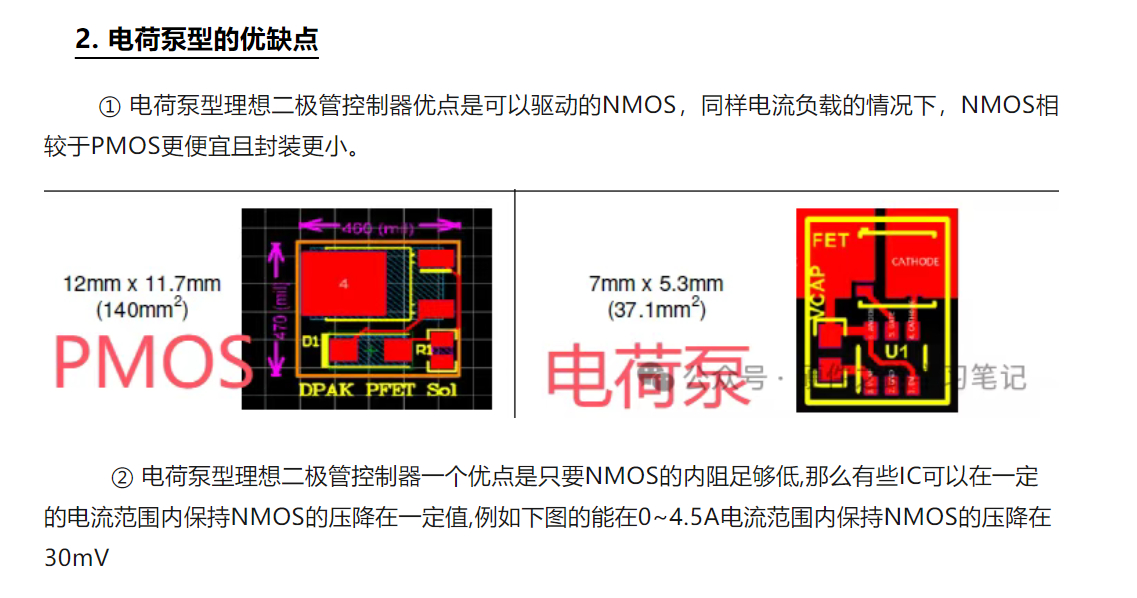 2. 电荷泵型的优缺点
① 电荷泵型理想二极管控制器优点是可以驱动的NMOS，同样电流负载的情况下，NMOS相
较于PMOS更便宜且封装更小。
12mm x 11.7mm
(140mm²)
PMOS
460 (mil)
470 (mil)
4
D1
R1
DPAK PFET Sol
7mm x 5.3mm
(37.1mm²)
电荷泵
FET
CATHODE
VCAP
U1
公众号 · 习笔记
② 电荷泵型理想二极管控制器一个优点是只要NMOS的内阻足够低,那么有些IC可以在一定
的电流范围内保持NMOS的压降在一定值,例如下图的能在0~4.5A电流范围内保持NMOS的压降在
30mV